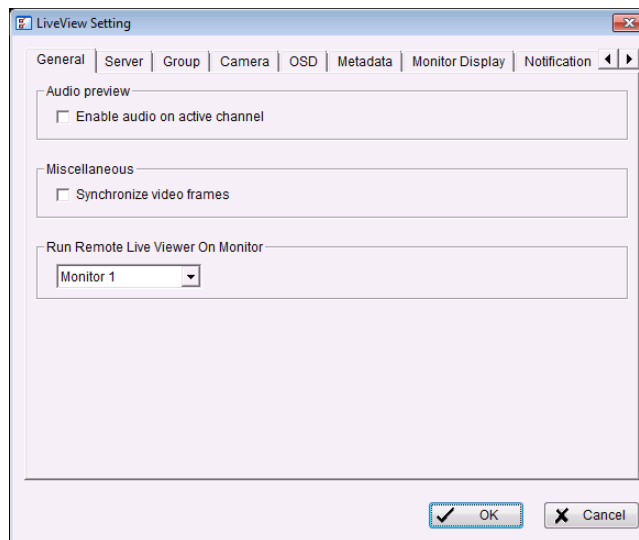 LiveView Setting
General Server Group Camera OSD Metadata Monitor Display Notification
Audio preview
Enable audio on active channel
Miscellaneous
Synchronize video frames
Run Remote Live Viewer On Monitor
Monitor 1
OK Cancel